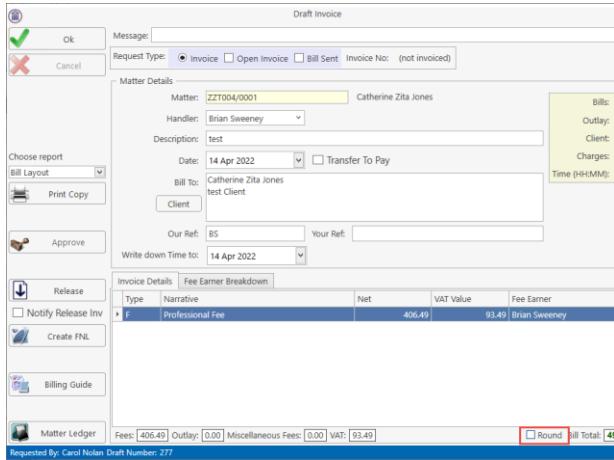 Draft Invoice
Ok
Cancel
Message:
Request Type: Invoice Open Invoice Bill Sent Invoice No: (not invoiced)
Matter Details
Matter: ZZT004/0001 Catherine Zita Jones
Handler: Brian Sweeney
Description: test
Date: 14 Apr 2022 Transfer To Pay
Bill To: Catherine Zita Jones
test Client
Client
Our Ref: BS Your Ref:
Write down Time to: 14 Apr 2022
Bills:
Outlay:
Client:
Charges:
Time (HH:MM):
Choose report
Bill Layout
Print Copy
Approve
Release
Notify Release Inv
Create FNL
Billing Guide
Matter Ledger
Invoice Details Fee Earner Breakdown
Type Narrative Net VAT Value Fee Earner
F Professional Fee 406.49 93.49 Brian Sweeney
Fees: 406.49 Outlay: 0.00 Miscellaneous Fees: 0.00 VAT: 93.49 Round Bill Total:
Requested By: Carol Nolan Draft Number: 277